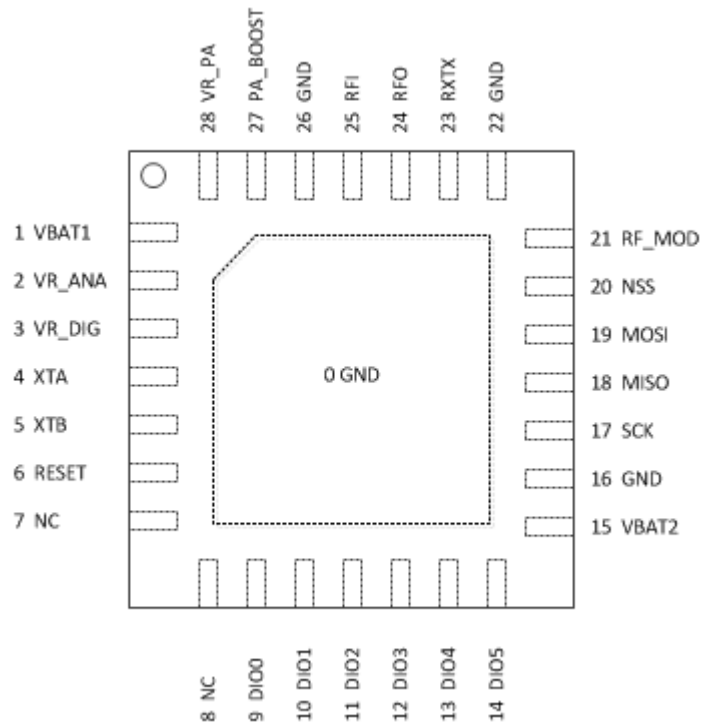 28 VR_PA
27 PA_BOOST
26 GND
25 RFI
24 RFO
23 RXTX
22 GND
1 VBAT1
2 VR_ANA
3 VR_DIG
4 XTA
5 XTB
6 RESET
7 NC
0 GND
21 RF_MOD
20 NSS
19 MOSI
18 MISO
17 SCK
16 GND
15 VBAT2
8 NC
9 DIO0
10 DIO1
11 DIO2
12 DIO3
13 DIO4
14 DIO5